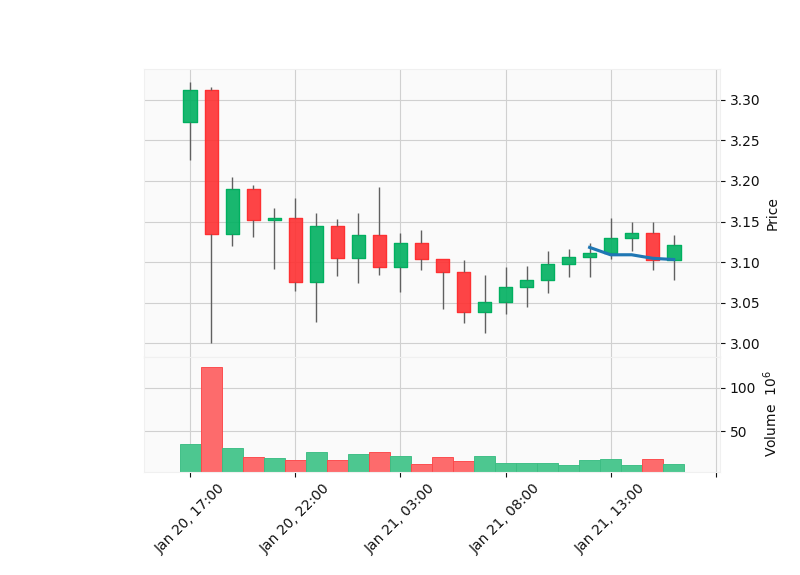 3.30
3.25
3.20
3.15
3.10
3.05
3.00
Price
100
50
Volume 10⁶
Jan 20, 17:00
Jan 20, 22:00
Jan 21, 03:00
Jan 21, 08:00
Jan 21, 13:00